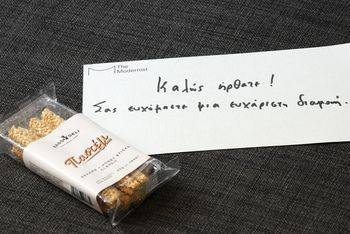 The
Modernist
Καλώς ήρθατε!
Σας ευχόμαστε μια ευχάριστη διαμονή.
Παστέλι